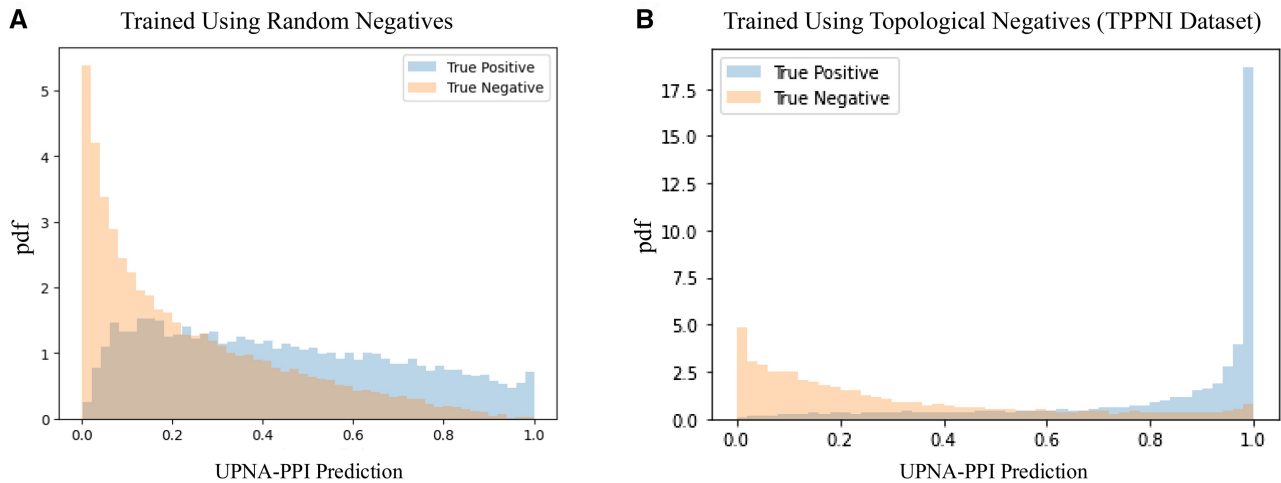 A
Trained Using Random Negatives
True Positive
True Negative
5
4
3
2
1
0
pdf
0.0 0.2 0.4 0.6 0.8 1.0
UPNA-PPI Prediction
B
Trained Using Topological Negatives (TPPNI Dataset)
True Positive
True Negative
17.5
15.0
12.5
10.0
7.5
5.0
2.5
0.0
pdf
0.0 0.2 0.4 0.6 0.8 1.0
UPNA-PPI Prediction